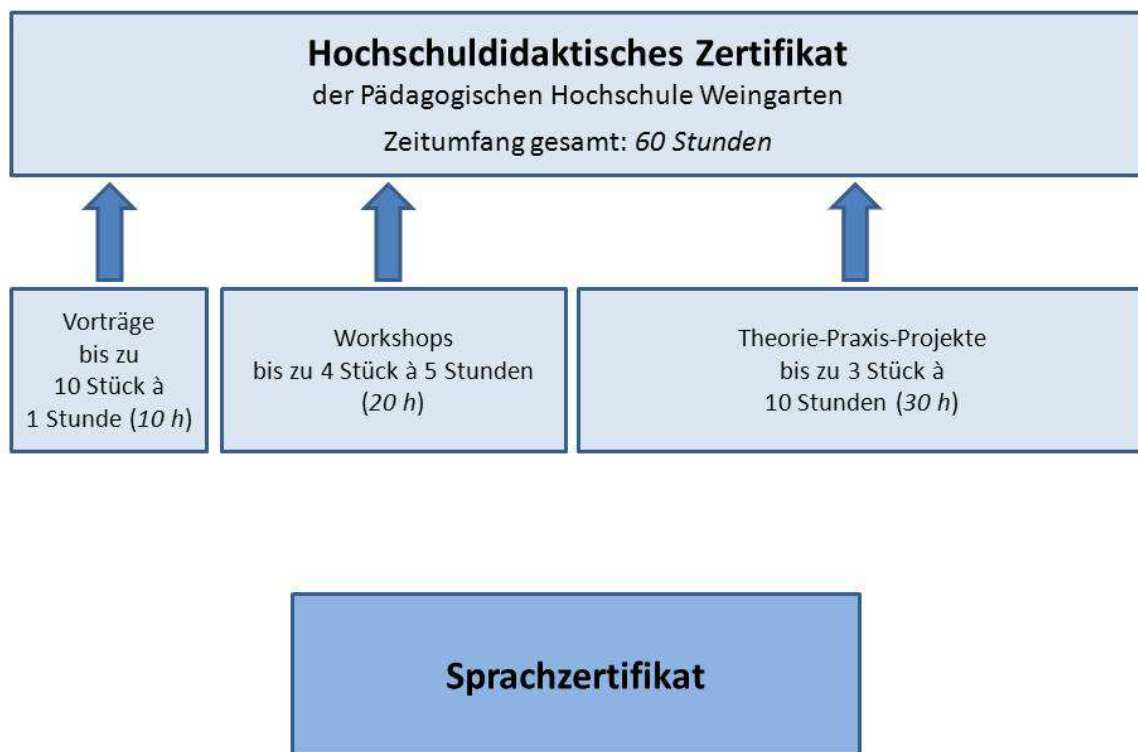 Hochschuldidaktisches Zertifikat
der Pädagogischen Hochschule Weingarten
Zeitumfang gesamt: 60 Stunden
Vorträge
bis zu
10 Stück à
1 Stunde (10 h)
Workshops
bis zu 4 Stück à 5 Stunden
(20 h)
Theorie-Praxis-Projekte
bis zu 3 Stück à
10 Stunden (30 h)
Sprachzertifikat